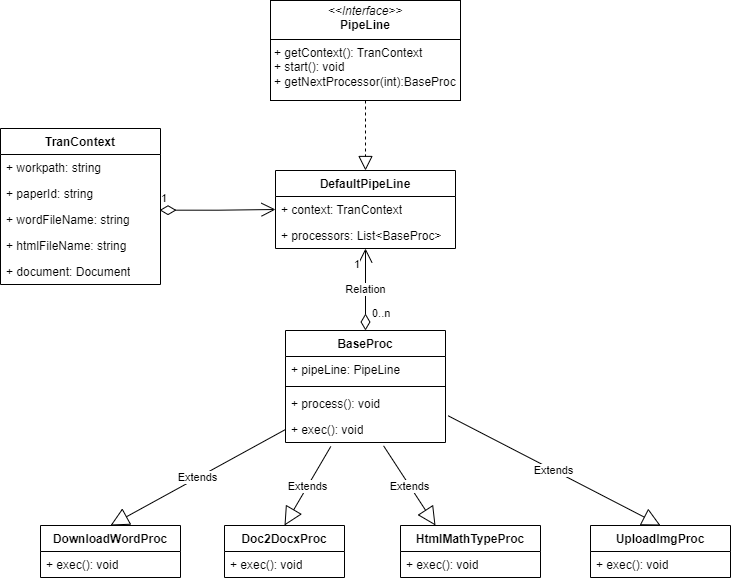 <<Interface>>
PipeLine
+ getContext(): TranContext
+ start(): void
+ getNextProcessor(int):BaseProc
TranContext
+ workpath: string
+ paperId: string
+ wordFileName: string
+ htmlFileName: string
+ document: Document
1
DefaultPipeLine
+ context: TranContext
+ processors: List<BaseProc>
1
Relation
0..n
BaseProc
+ pipeLine: PipeLine
+ process(): void
+ exec(): void
Extends
Extends
Extends
Extends
DownloadWordProc
+ exec(): void
Doc2DocxProc
+ exec(): void
HtmlMathTypeProc
+ exec(): void
UploadImgProc
+ exec(): void